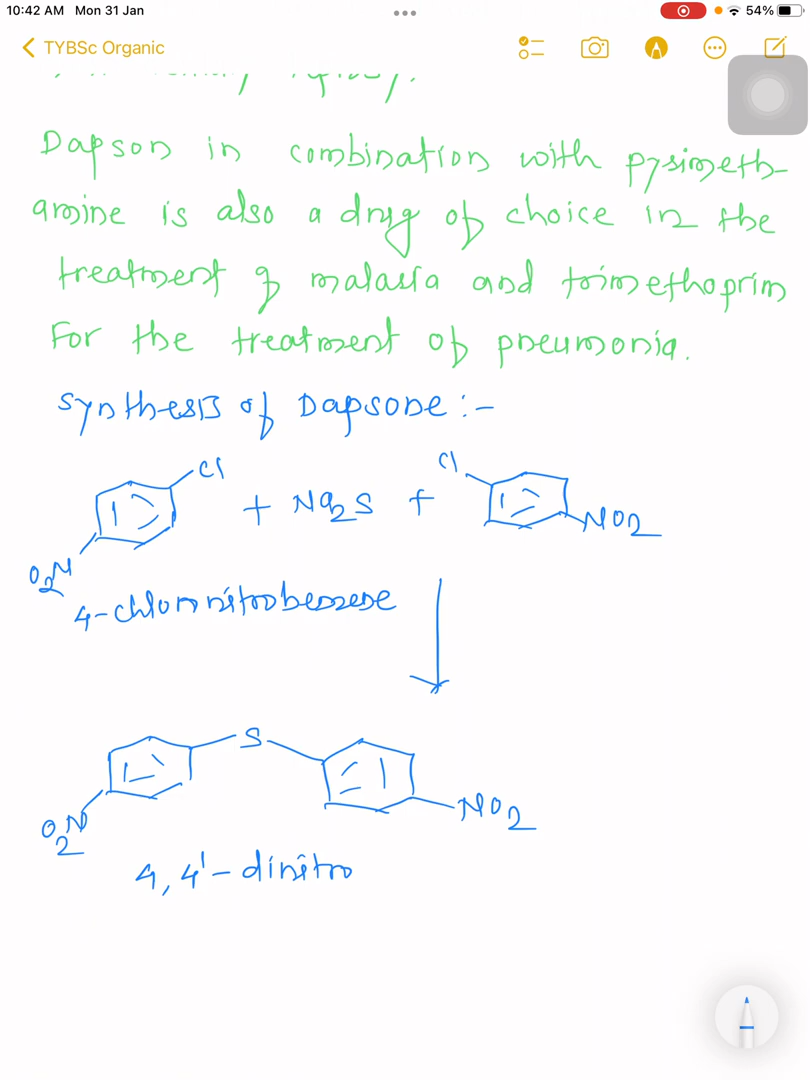 10:42 AM Mon 31 Jan
54%
TYBSc Organic
Dapson in combination with pyrimeth-
amine is also a drug of choice in the
treatment of malaria and trimethoprim
For the treatment of pneumonia.
Synthesis of Dapsone :-
Cl + Na2S + Cl
O2N NO2
4-chloronitrobenzene
S
O2N NO2
4,4'-dinitro